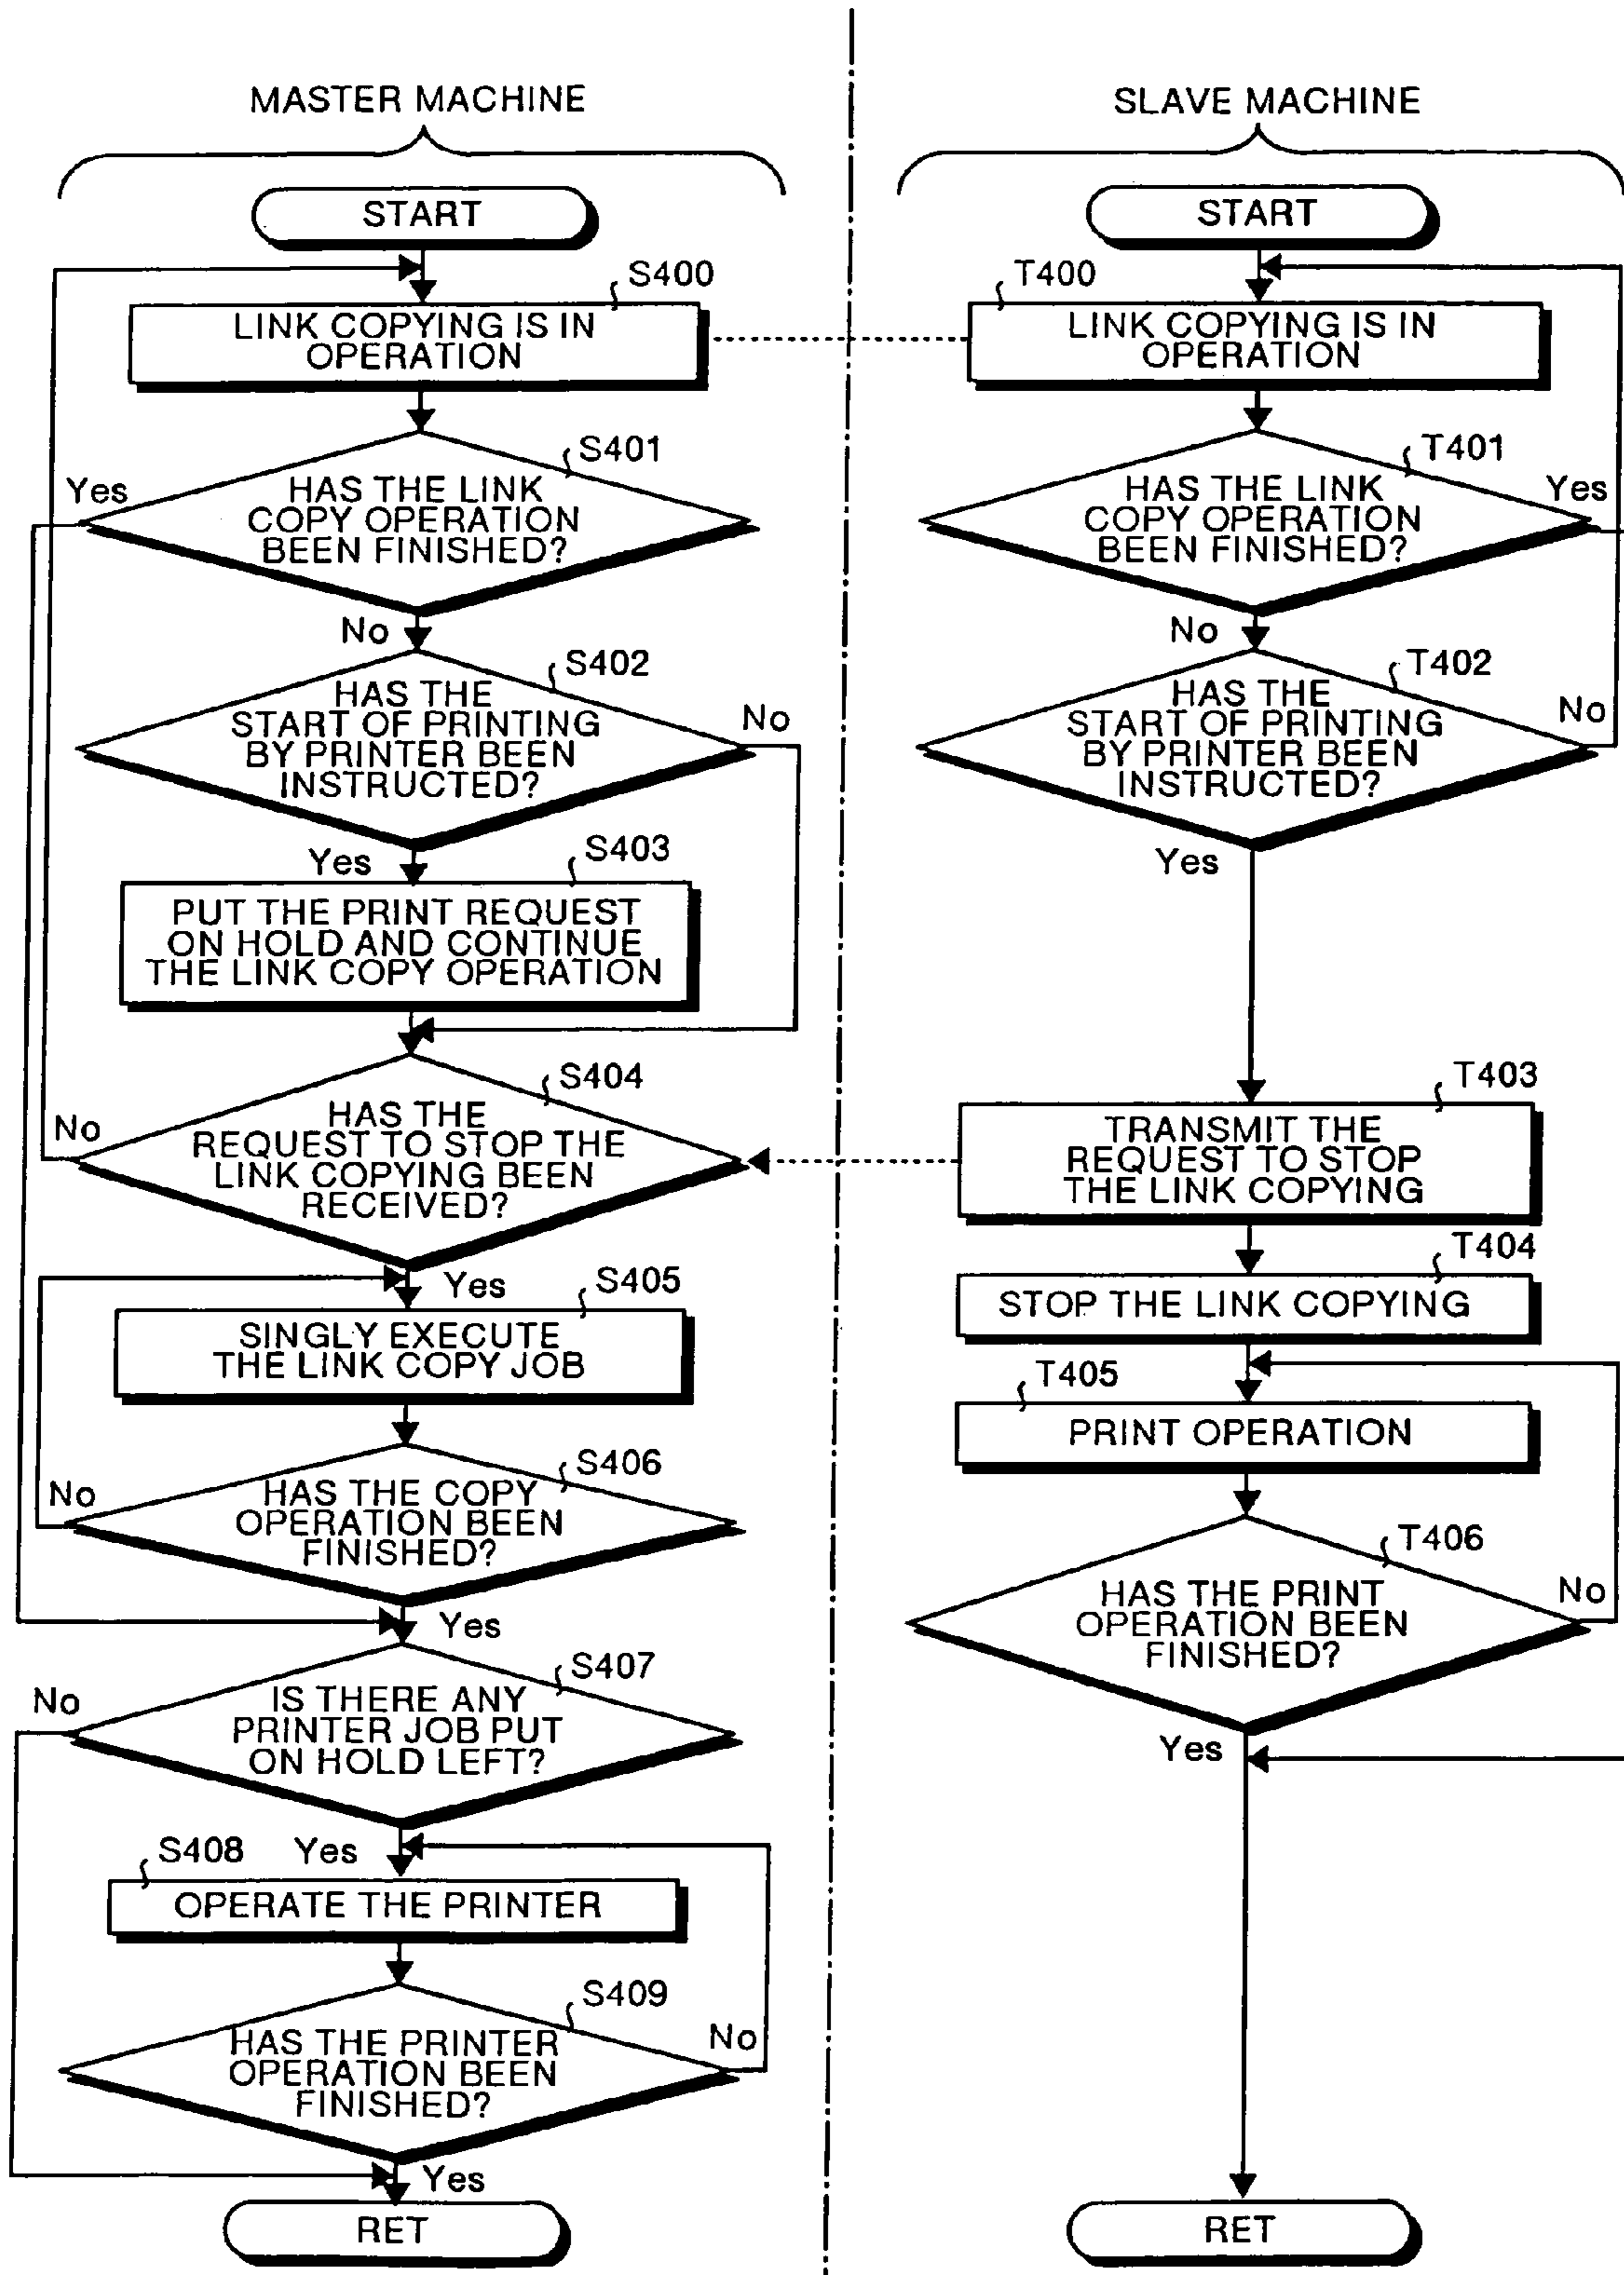 MASTER MACHINE
START
S400
LINK COPYING IS IN
OPERATION
S401
Yes
HAS THE LINK
COPY OPERATION
BEEN FINISHED?
No
S402
HAS THE
START OF PRINTING
BY PRINTER BEEN
INSTRUCTED?
No
Yes
S403
PUT THE PRINT REQUEST
ON HOLD AND CONTINUE
THE LINK COPY OPERATION
S404
No
HAS THE
REQUEST TO STOP THE
LINK COPYING BEEN
RECEIVED?
Yes
S405
SINGLY EXECUTE
THE LINK COPY JOB
S406
No
HAS THE COPY
OPERATION BEEN
FINISHED?
Yes
S407
No
IS THERE ANY
PRINTER JOB PUT
ON HOLD LEFT?
S408
Yes
OPERATE THE PRINTER
S409
HAS THE PRINTER
OPERATION BEEN
FINISHED?
No
Yes
RET
SLAVE MACHINE
START
T400
LINK COPYING IS IN
OPERATION
T401
HAS THE LINK
COPY OPERATION
BEEN FINISHED?
Yes
No
T402
HAS THE
START OF PRINTING
BY PRINTER BEEN
INSTRUCTED?
No
Yes
T403
TRANSMIT THE
REQUEST TO STOP
THE LINK COPYING
T404
STOP THE LINK COPYING
T405
PRINT OPERATION
T406
HAS THE PRINT
OPERATION BEEN
FINISHED?
No
Yes
RET